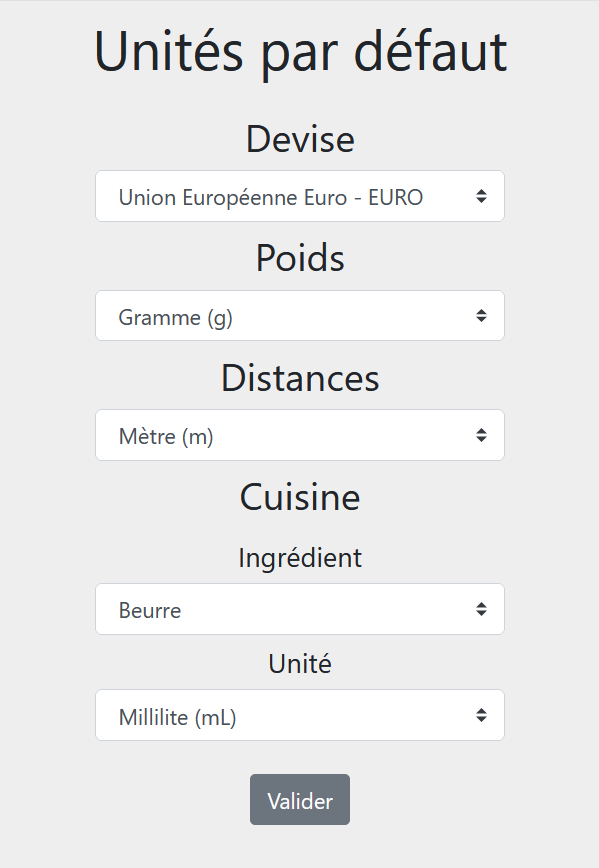 Unités par défaut
Devise
Union Européenne Euro - EURO
Poids
Gramme (g)
Distances
Mètre (m)
Cuisine
Ingrédient
Beurre
Unité
Millilite (mL)
Valider